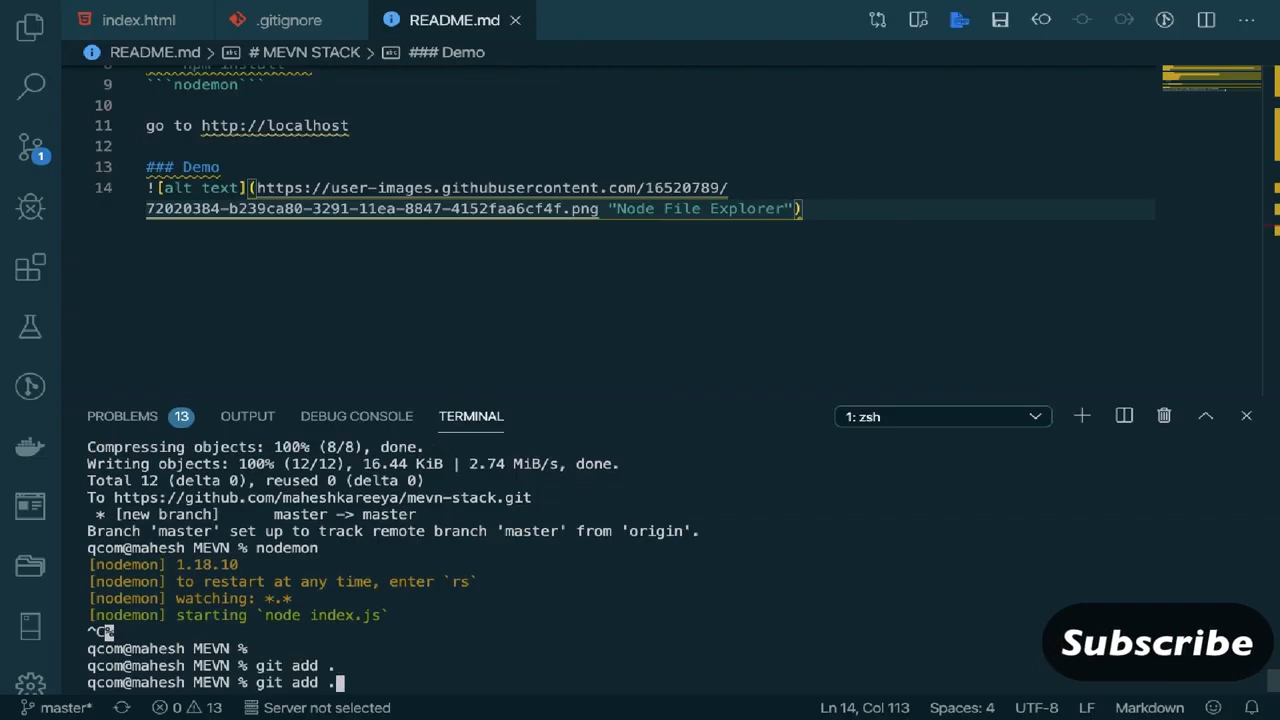 index.html
.gitignore
README.md
README.md > # MEVN STACK > ### Demo
8 ```npm install```
9 ```nodemon```
10
11 go to http://localhost
12
13 ### Demo
14 ![alt text](https://user-images.githubusercontent.com/16520789/
72020384-b239ca80-3291-11ea-8847-4152faa6cf4f.png "Node File Explorer")
1
PROBLEMS 13 OUTPUT DEBUG CONSOLE TERMINAL 1: zsh
Compressing objects: 100% (8/8), done.
Writing objects: 100% (12/12), 16.44 KiB | 2.74 MiB/s, done.
Total 12 (delta 0), reused 0 (delta 0)
To https://github.com/maheshkareeya/mevn-stack.git
* [new branch] master -> master
Branch 'master' set up to track remote branch 'master' from 'origin'.
qcom@mahesh MEVN % nodemon
[nodemon] 1.18.10
[nodemon] to restart at any time, enter `rs`
[nodemon] watching: *.*
[nodemon] starting `node index.js`
^C%
qcom@mahesh MEVN %
qcom@mahesh MEVN % git add .
qcom@mahesh MEVN % git add .
Subscribe
master* 0 13 Server not selected Ln 14, Col 113 Spaces: 4 UTF-8 LF Markdown